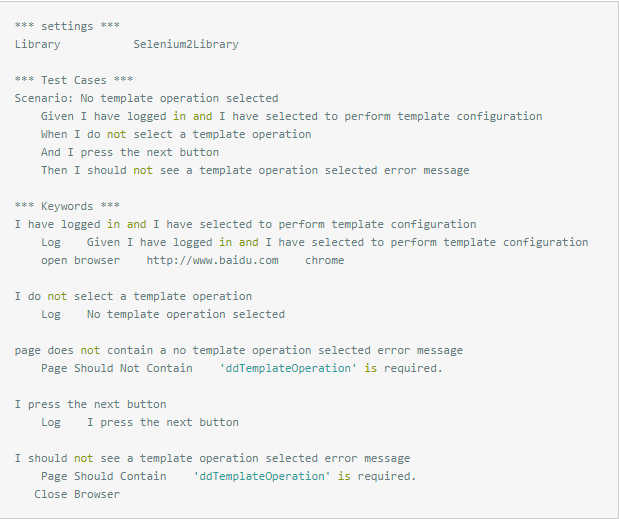 *** settings ***
Library           Selenium2Library

*** Test Cases ***
Scenario: No template operation selected
    Given I have logged in and I have selected to perform template configuration
    When I do not select a template operation
    And I press the next button
    Then I should not see a template operation selected error message

*** Keywords ***
I have logged in and I have selected to perform template configuration
    Log    Given I have logged in and I have selected to perform template configuration
    open browser    http://www.baidu.com    chrome

I do not select a template operation
    Log    No template operation selected

page does not contain a no template operation selected error message
    Page Should Not Contain    'ddTemplateOperation' is required.

I press the next button
    Log    I press the next button

I should not see a template operation selected error message
    Page Should Contain    'ddTemplateOperation' is required.
   Close Browser